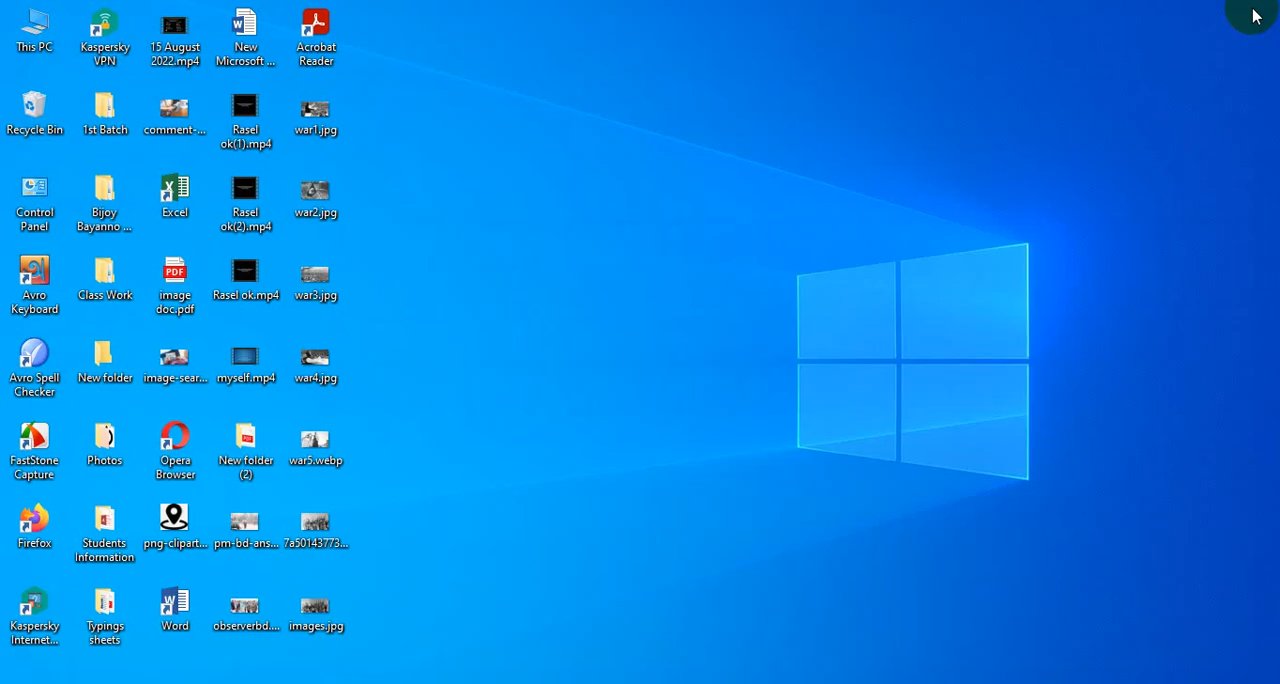 This PC
Kaspersky
VPN
15 August
2022.mp4
New
Microsoft ...
Acrobat
Reader
Recycle Bin
1st Batch
comment-...
Rasel
ok(1).mp4
war1.jpg
Control
Panel
Bijoy
Bayanno ...
Excel
Rasel
ok(2).mp4
war2.jpg
Avro
Keyboard
Class Work
PDF
image
doc.pdf
Rasel ok.mp4
war3.jpg
Avro Spell
Checker
New folder
image-sear...
myself.mp4
war4.jpg
FastStone
Capture
Photos
Opera
Browser
New folder
(2)
war5.webp
Firefox
Students
Information
png-clipart...
pm-bd-ans...
7a50143773...
Kaspersky
Internet...
Typings
sheets
Word
observerbd....
images.jpg